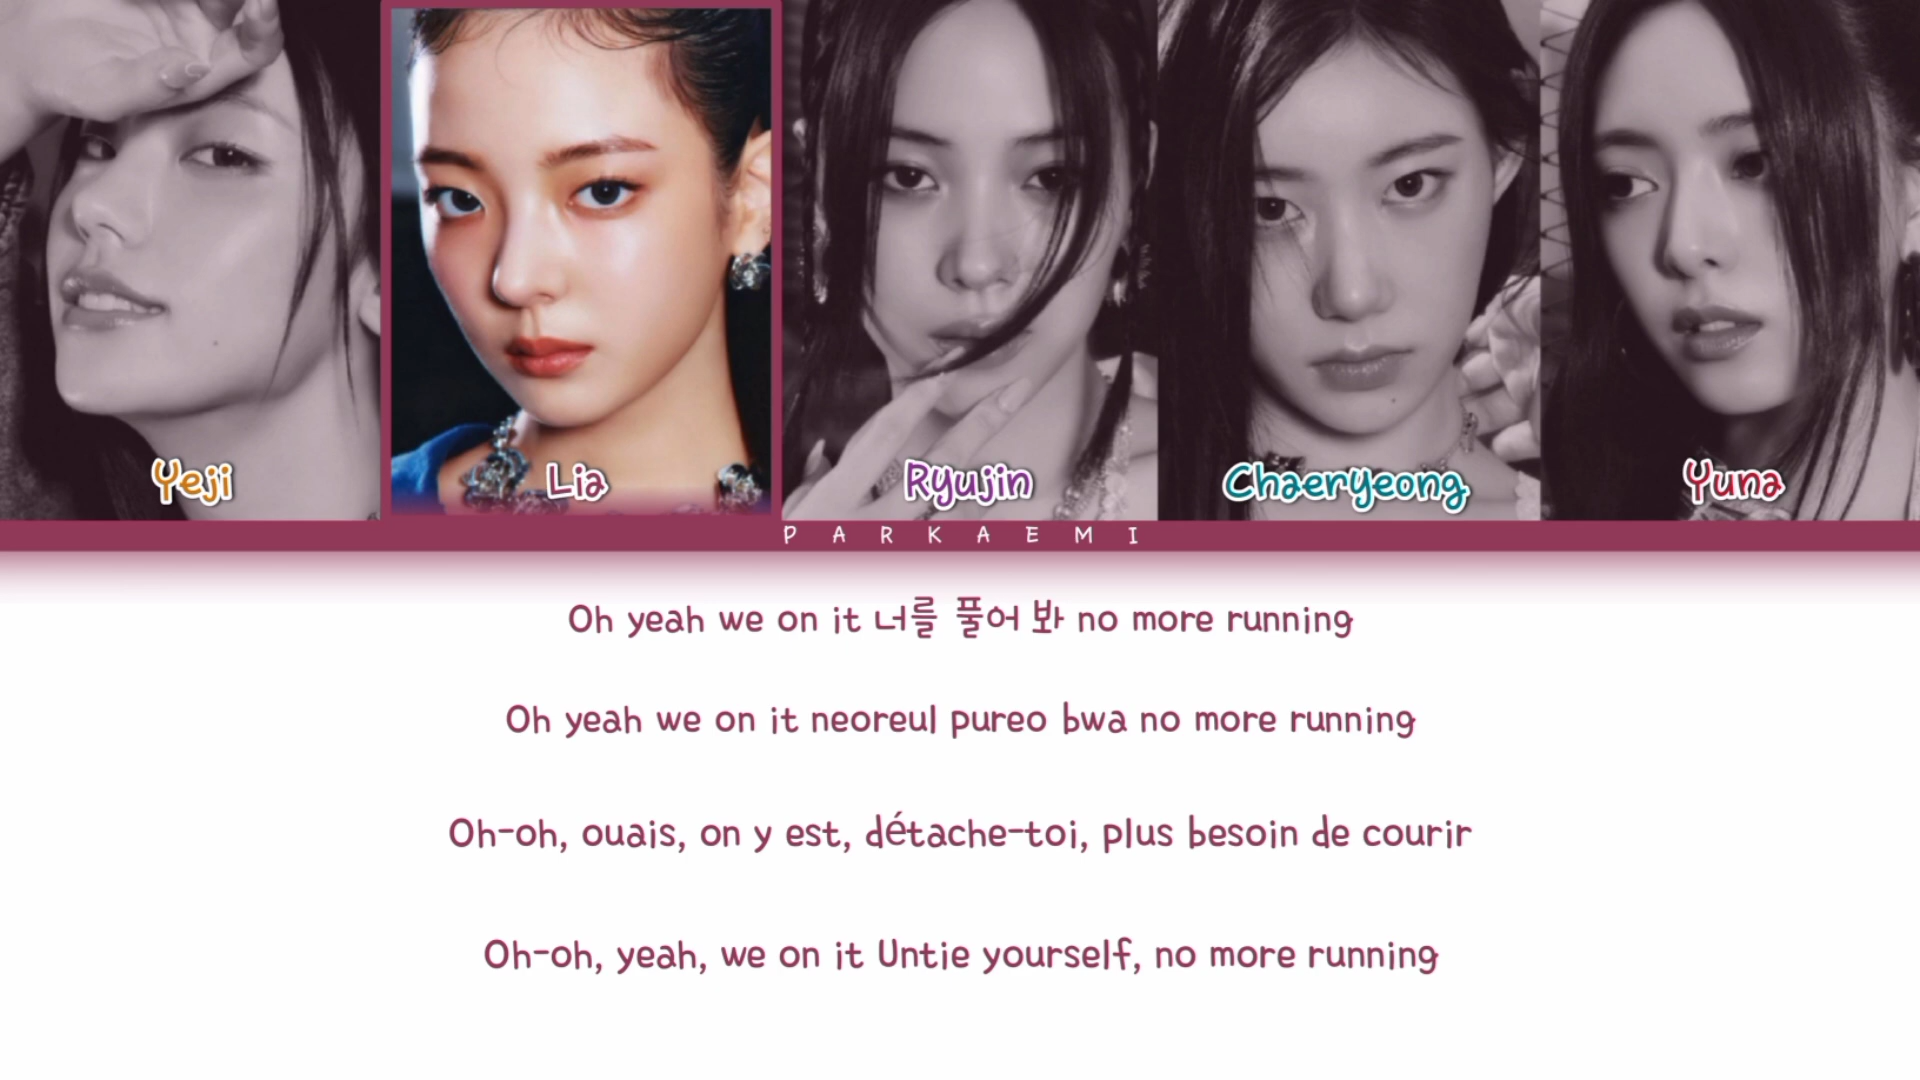 Yeji
Lia
Ryujin
Chaeryeong
Yuna
PARKAEMI
Oh yeah we on it 너를 풀어 봐 no more running
Oh yeah we on it neoreul pureo bwa no more running
Oh-oh, ouais, on y est, détache-toi, plus besoin de courir
Oh-oh, yeah, we on it Untie yourself, no more running